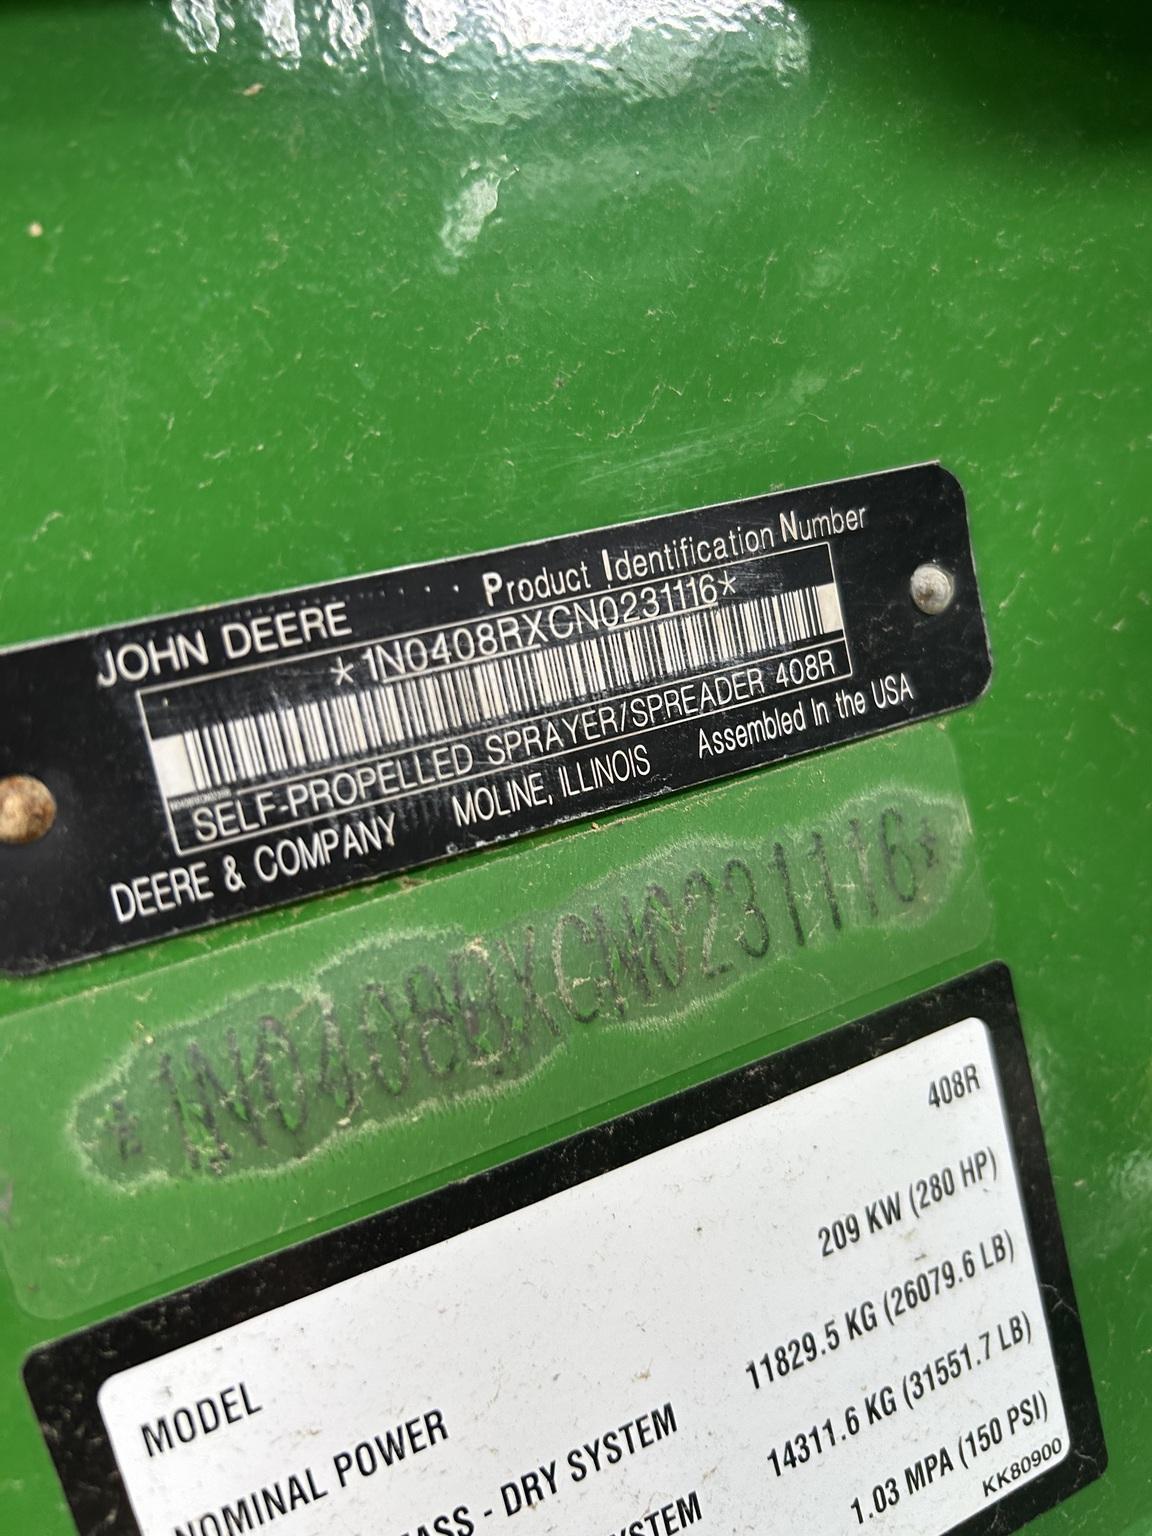 JOHN DEERE
Product Identification Number
*1N0408RXCN0231116*
SELF-PROPELLED SPRAYER/SPREADER 408R
DEERE & COMPANY MOLINE, ILLINOIS Assembled In the USA
*1N0408RXCN0231116*
MODEL 408R
NOMINAL POWER 209 KW (280 HP)
- DRY SYSTEM 11829.5 KG (26079.6 LB)
14311.6 KG (31551.7 LB)
1.03 MPA (150 PSI)
KK80900